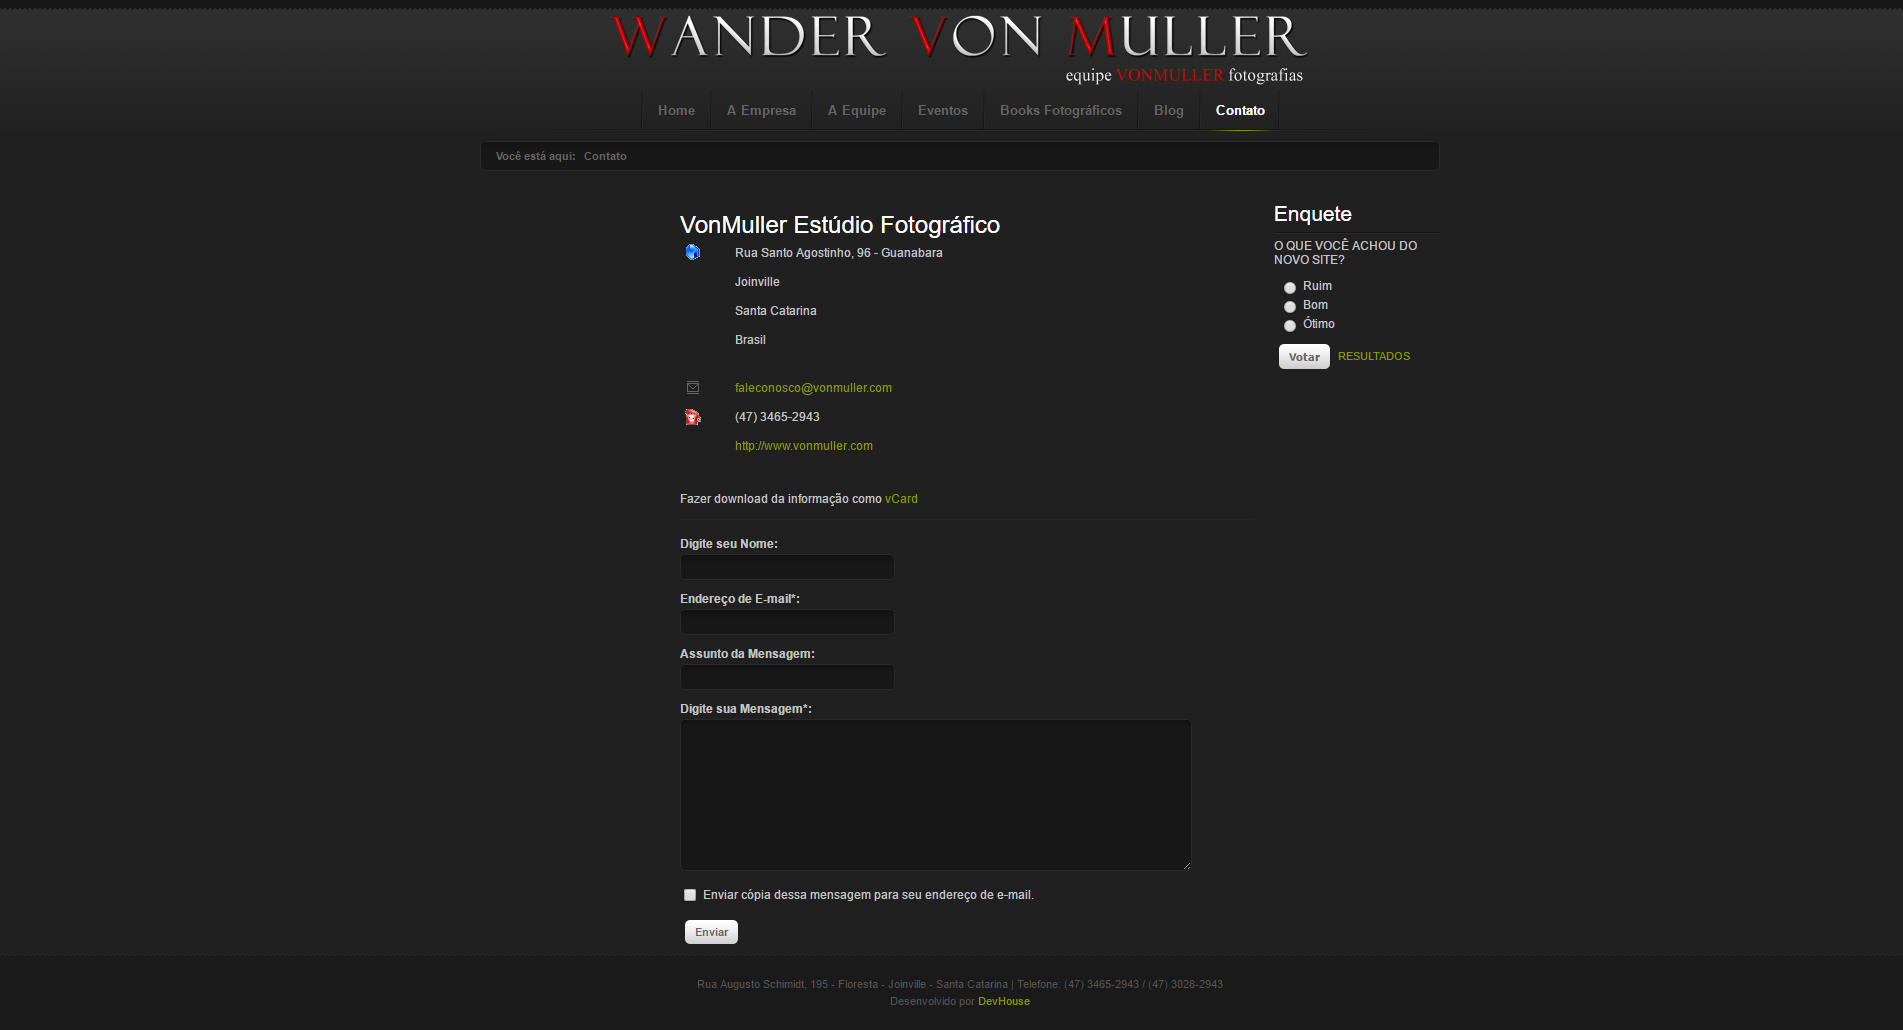 WANDER VON MULLER
equipe VONMULLER fotografias
Home A Empresa A Equipe Eventos Books Fotográficos Blog Contato
Você está aqui: Contato
VonMuller Estúdio Fotográfico
Rua Santo Agostinho, 96 - Guanabara
Joinville
Santa Catarina
Brasil
faleconosco@vonmuller.com
(47) 3465-2943
http://www.vonmuller.com
Fazer download da informação como vCard
Digite seu Nome:
Endereço de E-mail*:
Assunto da Mensagem:
Digite sua Mensagem*:
Enviar cópia dessa mensagem para seu endereço de e-mail.
Enviar
Enquete
O QUE VOCÊ ACHOU DO
NOVO SITE?
Ruim
Bom
Ótimo
Votar RESULTADOS
Rua Augusto Schimidt, 195 - Floresta - Joinville - Santa Catarina | Telefone: (47) 3465-2943 / (47) 3028-2943
Desenvolvido por DevHouse